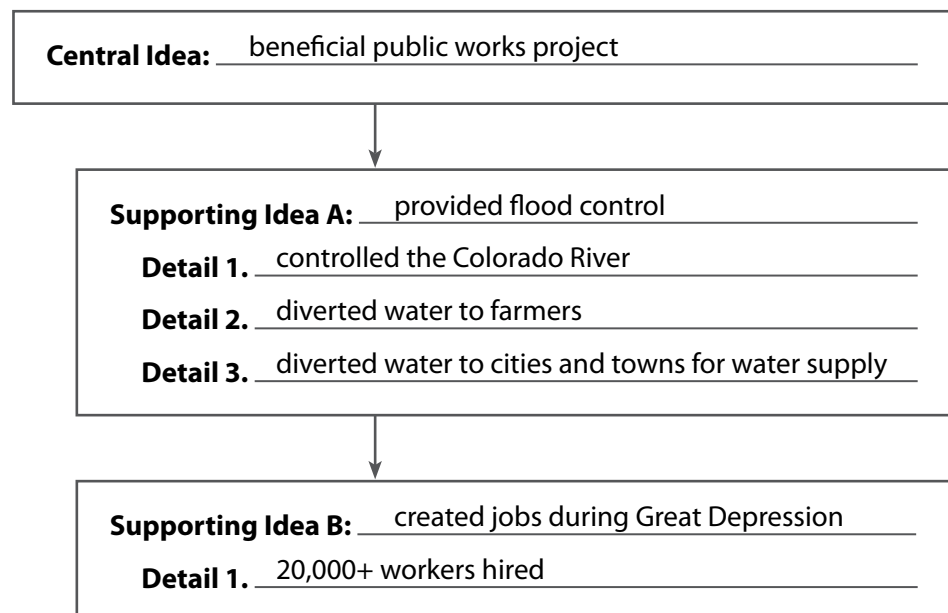 Central Idea: beneficial public works project
Supporting Idea A: provided flood control
Detail 1. controlled the Colorado River
Detail 2. diverted water to farmers
Detail 3. diverted water to cities and towns for water supply
Supporting Idea B: created jobs during Great Depression
Detail 1. 20,000+ workers hired